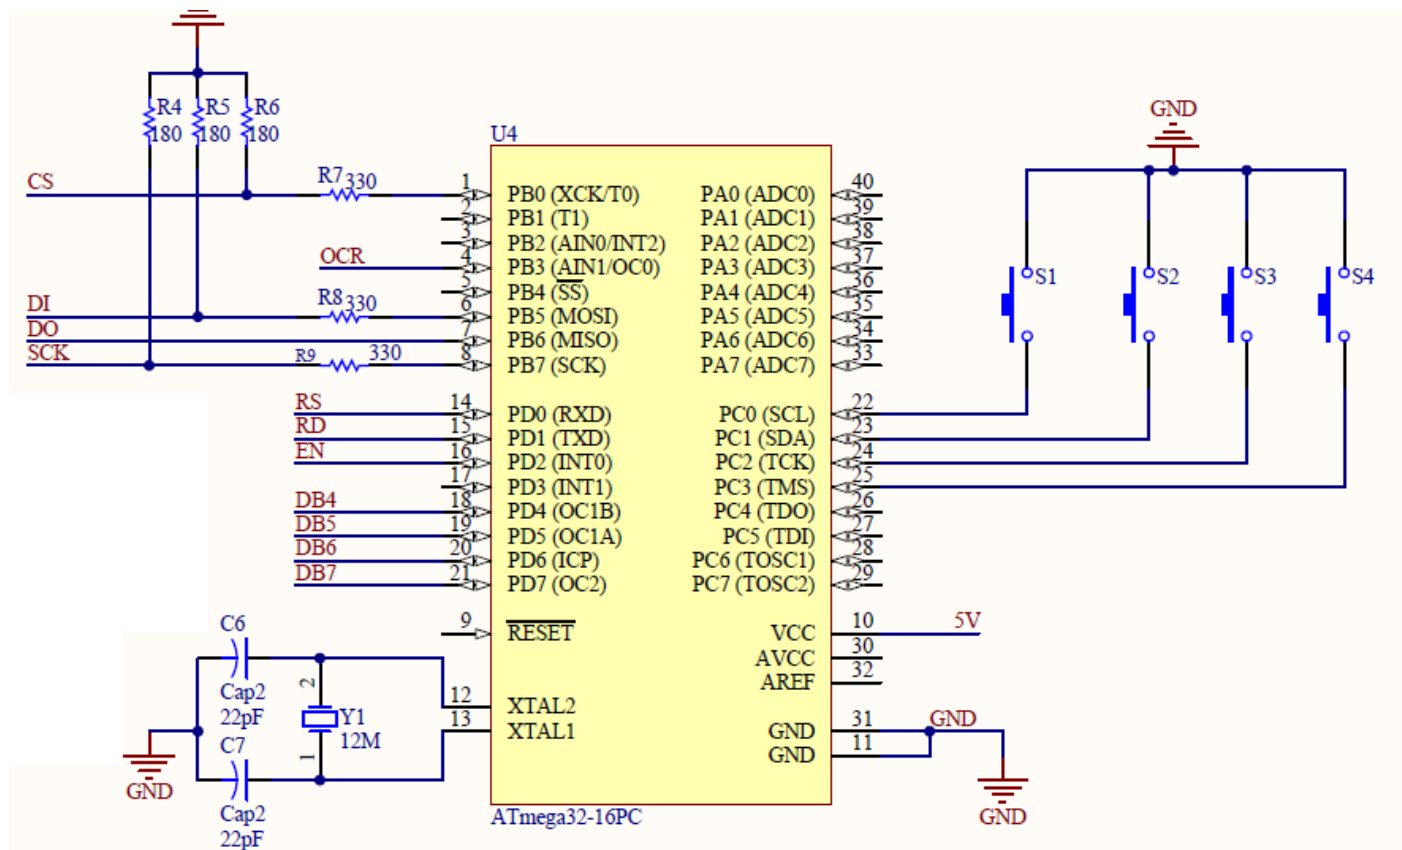 R4
180
R5
180
R6
180
CS
R7
330
OCR
DI
R8
330
DO
SCK
R9
330
RS
RD
EN
DB4
DB5
DB6
DB7
C6
Cap2
22pF
C7
Cap2
22pF
2
Y1
12M
1
GND
U4
1 PB0 (XCK/T0)
2 PB1 (T1)
3 PB2 (AIN0/INT2)
4 PB3 (AIN1/OC0)
5 PB4 (SS)
6 PB5 (MOSI)
7 PB6 (MISO)
8 PB7 (SCK)
14 PD0 (RXD)
15 PD1 (TXD)
16 PD2 (INT0)
17 PD3 (INT1)
18 PD4 (OC1B)
19 PD5 (OC1A)
20 PD6 (ICP)
21 PD7 (OC2)
9 RESET
12 XTAL2
13 XTAL1
PA0 (ADC0) 40
PA1 (ADC1) 39
PA2 (ADC2) 38
PA3 (ADC3) 37
PA4 (ADC4) 36
PA5 (ADC5) 35
PA6 (ADC6) 34
PA7 (ADC7) 33
PC0 (SCL) 22
PC1 (SDA) 23
PC2 (TCK) 24
PC3 (TMS) 25
PC4 (TDO) 26
PC5 (TDI) 27
PC6 (TOSC1) 28
PC7 (TOSC2) 29
VCC 10 5V
AVCC 30
AREF 32
GND 31 GND
GND 11
ATmega32-16PC
GND
GND
S1
S2
S3
S4